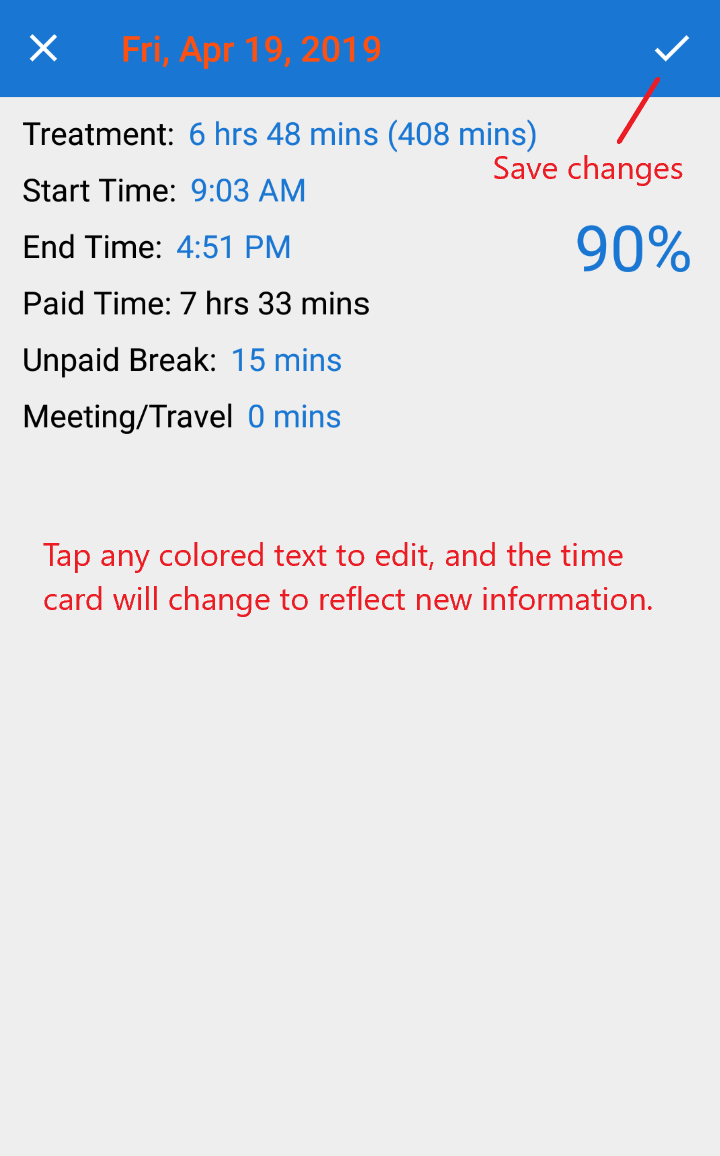 Fri, Apr 19, 2019
Treatment: 6 hrs 48 mins (408 mins)
Save changes
Start Time: 9:03 AM
End Time: 4:51 PM
90%
Paid Time: 7 hrs 33 mins
Unpaid Break: 15 mins
Meeting/Travel 0 mins
Tap any colored text to edit, and the time
card will change to reflect new information.